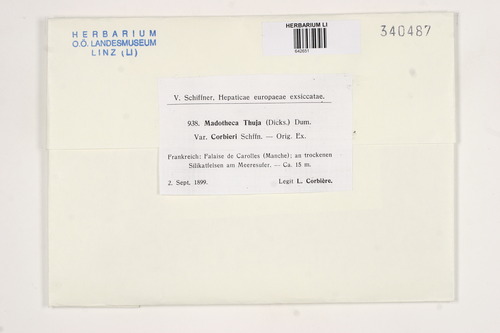 HERBARIUM
O.Ö. LANDESMUSEUM
LINZ (LI)
HERBARIUM LI
642651
340487
V. Schiffner, Hepaticae europaeae exsiccatae.
938. Madotheca Thuja (Dicks.) Dum.
Var. Corbieri Schffn. — Orig. Ex.
Frankreich: Falaise de Carolles (Manche); an trockenen
Silikatfelsen am Meeresufer. — Ca. 15 m.
2. Sept. 1899.
Legit L. Corbière.